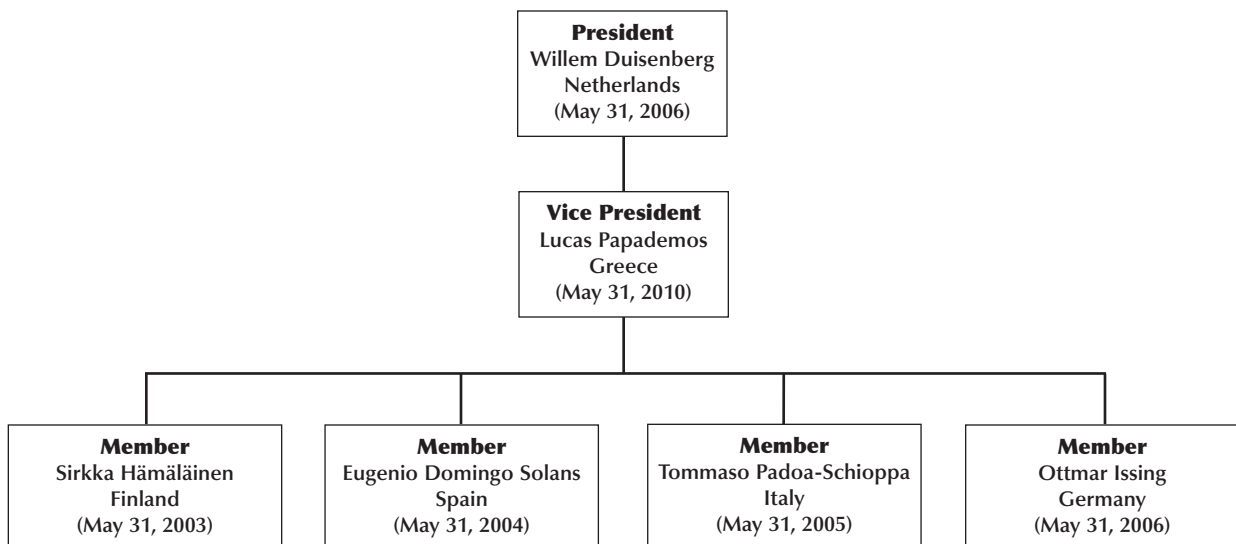 President
Willem Duisenberg
Netherlands
(May 31, 2006)
Vice President
Lucas Papademos
Greece
(May 31, 2010)
Member
Sirkka Hämäläinen
Finland
(May 31, 2003)
Member
Eugenio Domingo Solans
Spain
(May 31, 2004)
Member
Tommaso Padoa-Schioppa
Italy
(May 31, 2005)
Member
Ottmar Issing
Germany
(May 31, 2006)